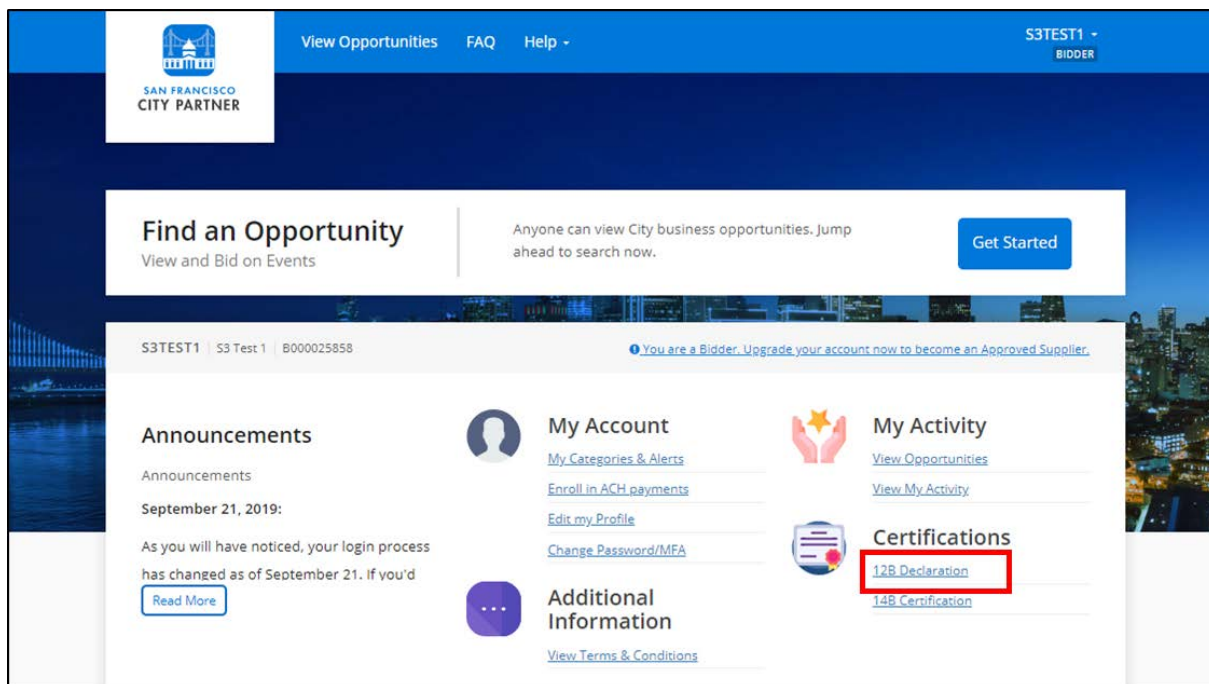 View Opportunities FAQ Help
S3TEST1
BIDDER
SAN FRANCISCO
CITY PARTNER
Find an Opportunity
View and Bid on Events
Anyone can view City business opportunities. Jump
ahead to search now.
Get Started
S3TEST1 | S3 Test 1 | B000025858
You are a Bidder. Upgrade your account now to become an Approved Supplier.
Announcements
Announcements
September 21, 2019:
As you will have noticed, your login process
has changed as of September 21. If you'd
Read More
My Account
My Categories & Alerts
Enroll in ACH payments
Edit my Profile
Change Password/MFA
Additional
Information
View Terms & Conditions
My Activity
View Opportunities
View My Activity
Certifications
12B Declaration
14B Certification